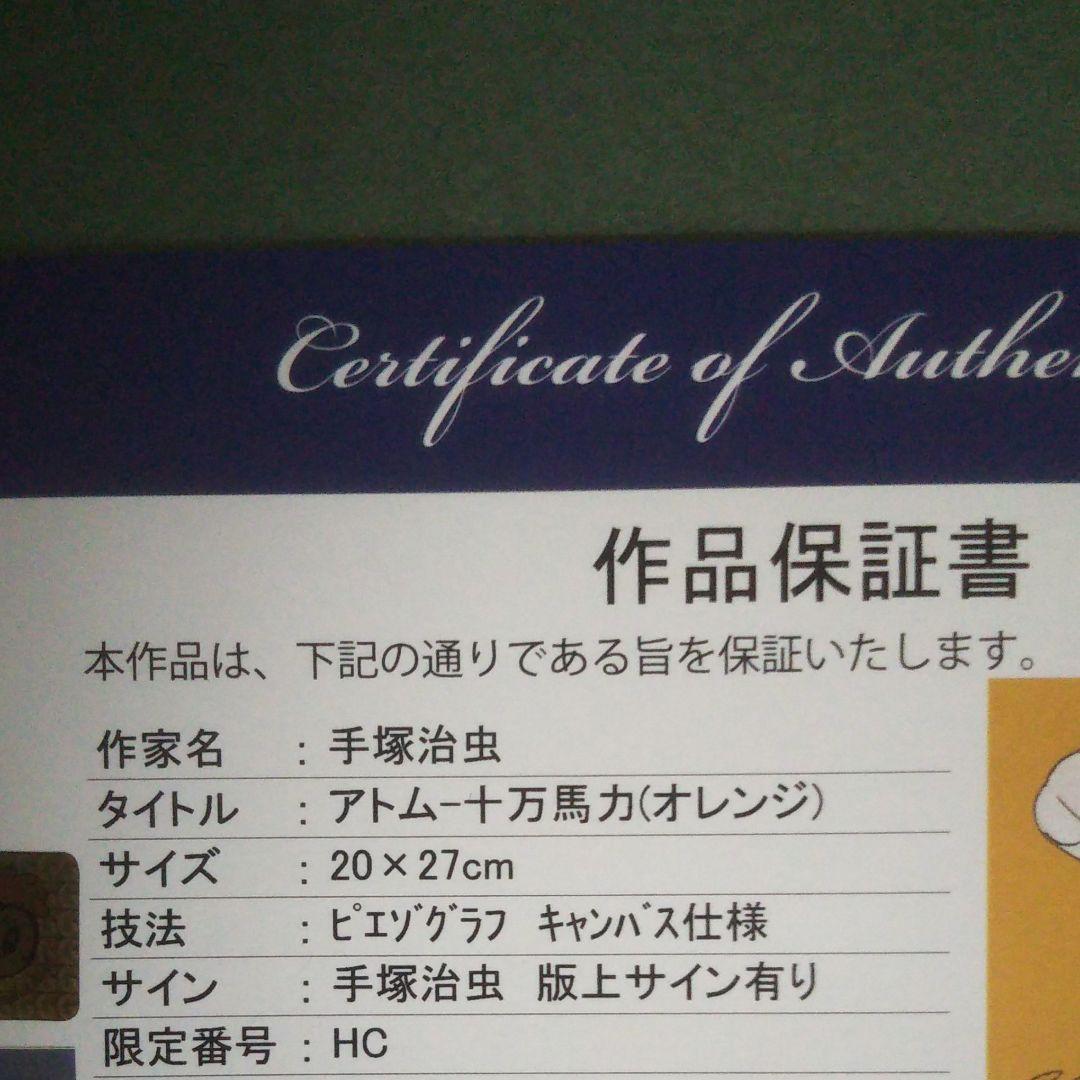 Certificate of Authen
作品保証書
本作品は、下記の通りである旨を保証いたします。
作家名 : 手塚治虫
タイトル : アトム-十万馬力(オレンジ)
サイズ : 20×27cm
技法 : ﾋﾟｴｿﾞｸﾞﾗﾌ ｷｬﾝﾊﾞｽ仕様
サイン : 手塚治虫 版上サイン有り
限定番号 : HC